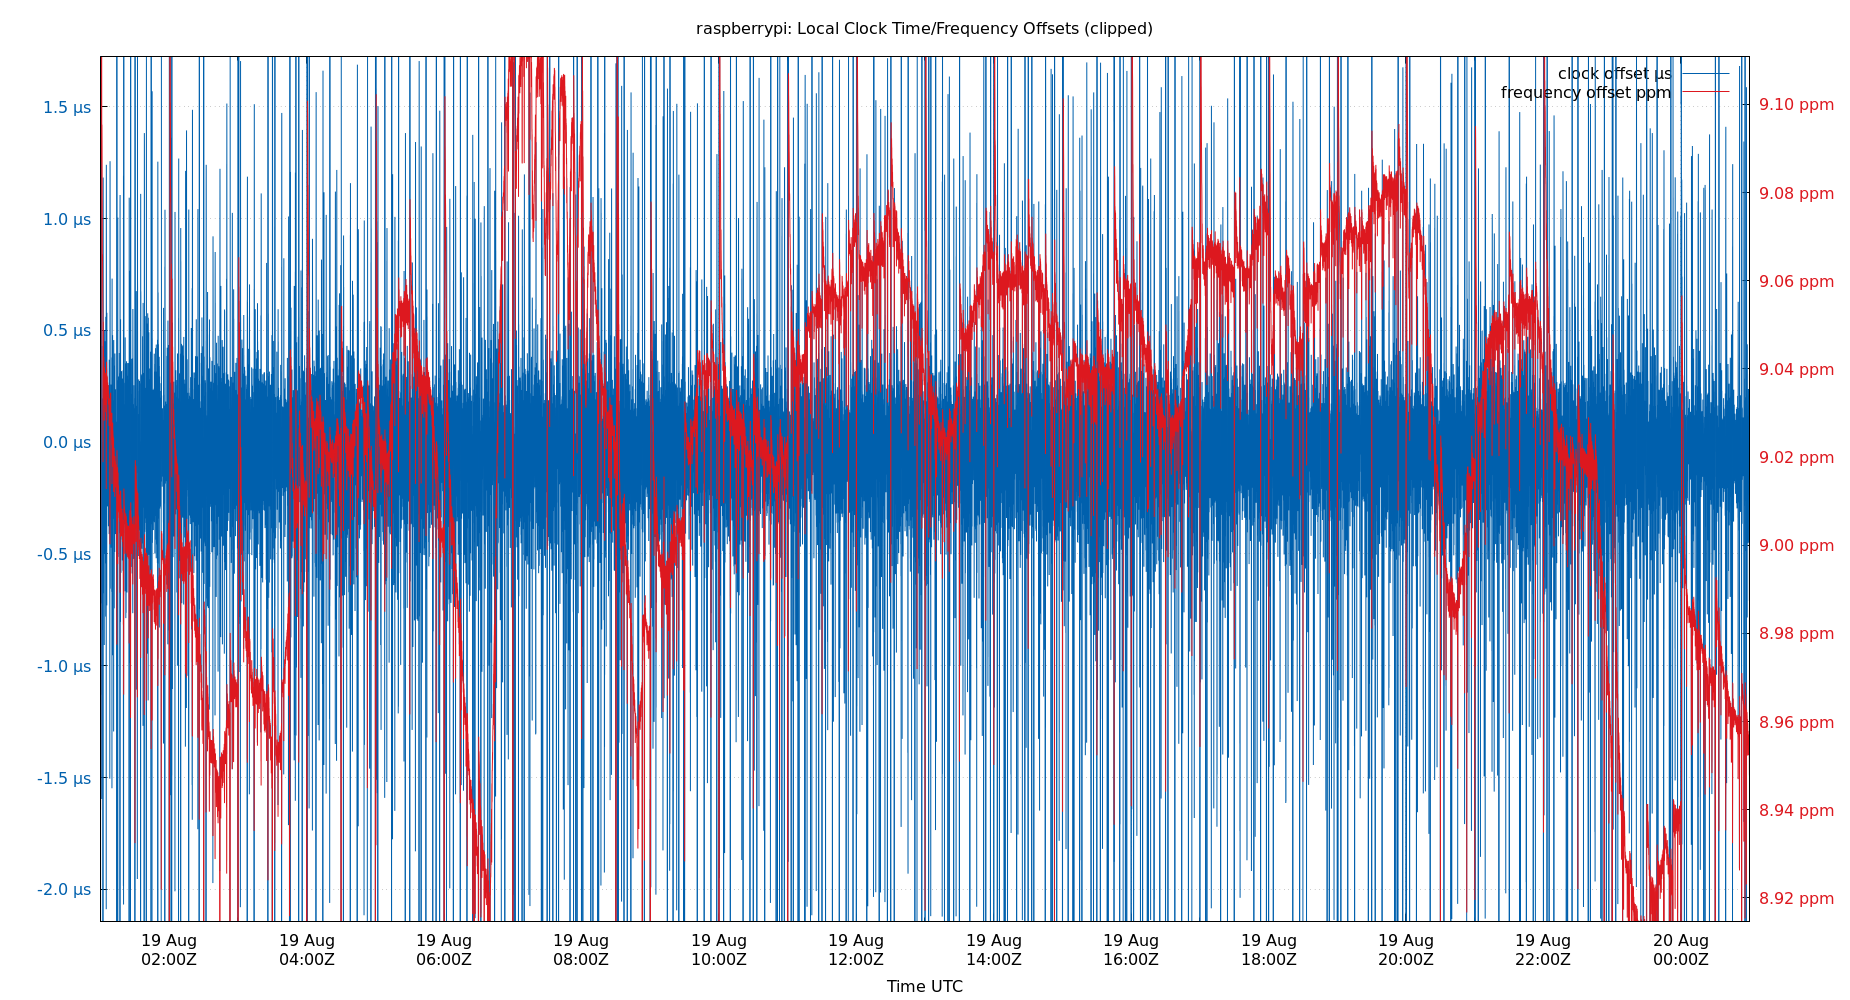 raspberrypi: Local Clock Time/Frequency Offsets (clipped)
clock offset µs
frequency offset ppm
1.5 µs
1.0 µs
0.5 µs
0.0 µs
-0.5 µs
-1.0 µs
-1.5 µs
-2.0 µs
9.10 ppm
9.08 ppm
9.06 ppm
9.04 ppm
9.02 ppm
9.00 ppm
8.98 ppm
8.96 ppm
8.94 ppm
8.92 ppm
19 Aug 19 Aug 19 Aug 19 Aug 19 Aug 19 Aug 19 Aug 19 Aug 19 Aug 19 Aug 19 Aug 20 Aug
02:00Z 04:00Z 06:00Z 08:00Z 10:00Z 12:00Z 14:00Z 16:00Z 18:00Z 20:00Z 22:00Z 00:00Z
Time UTC